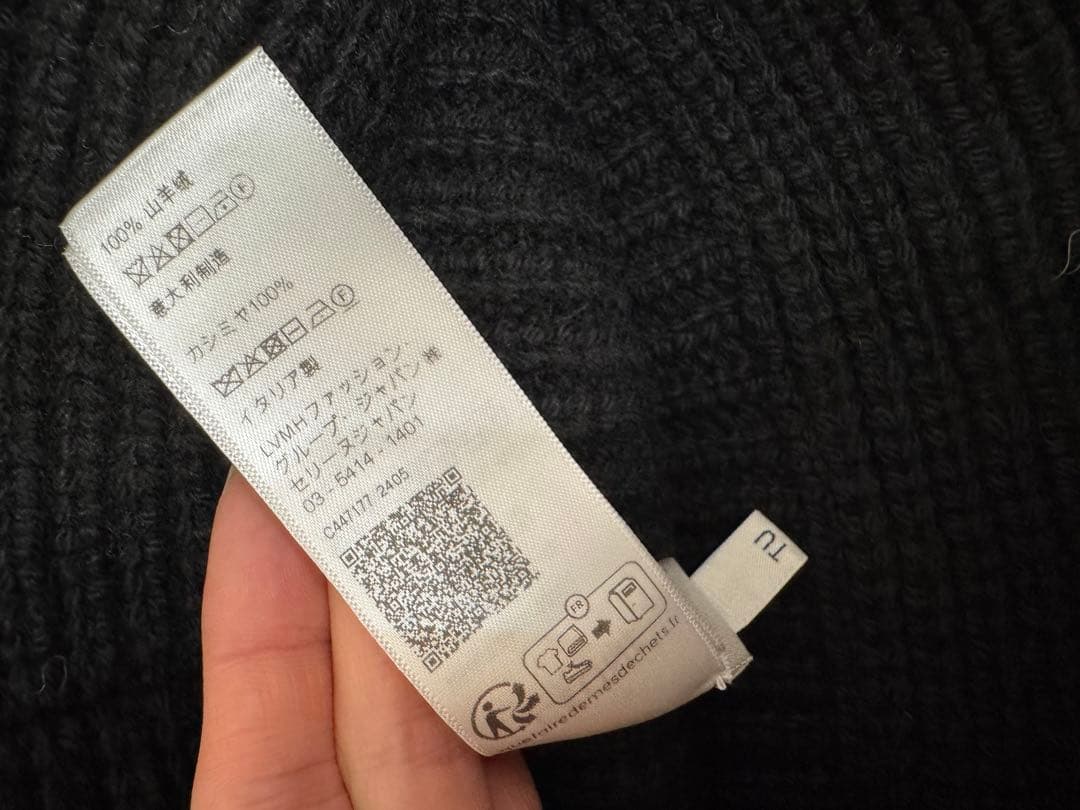 100% 山羊绒
意大利制造
カシミヤ100%
イタリア製
LVMHファッション・
グループ・ジャパン㈱
セリーヌジャパン
03 - 5414 - 1401
C447177 2405
FR
quefairedemesdechets.fr
TU